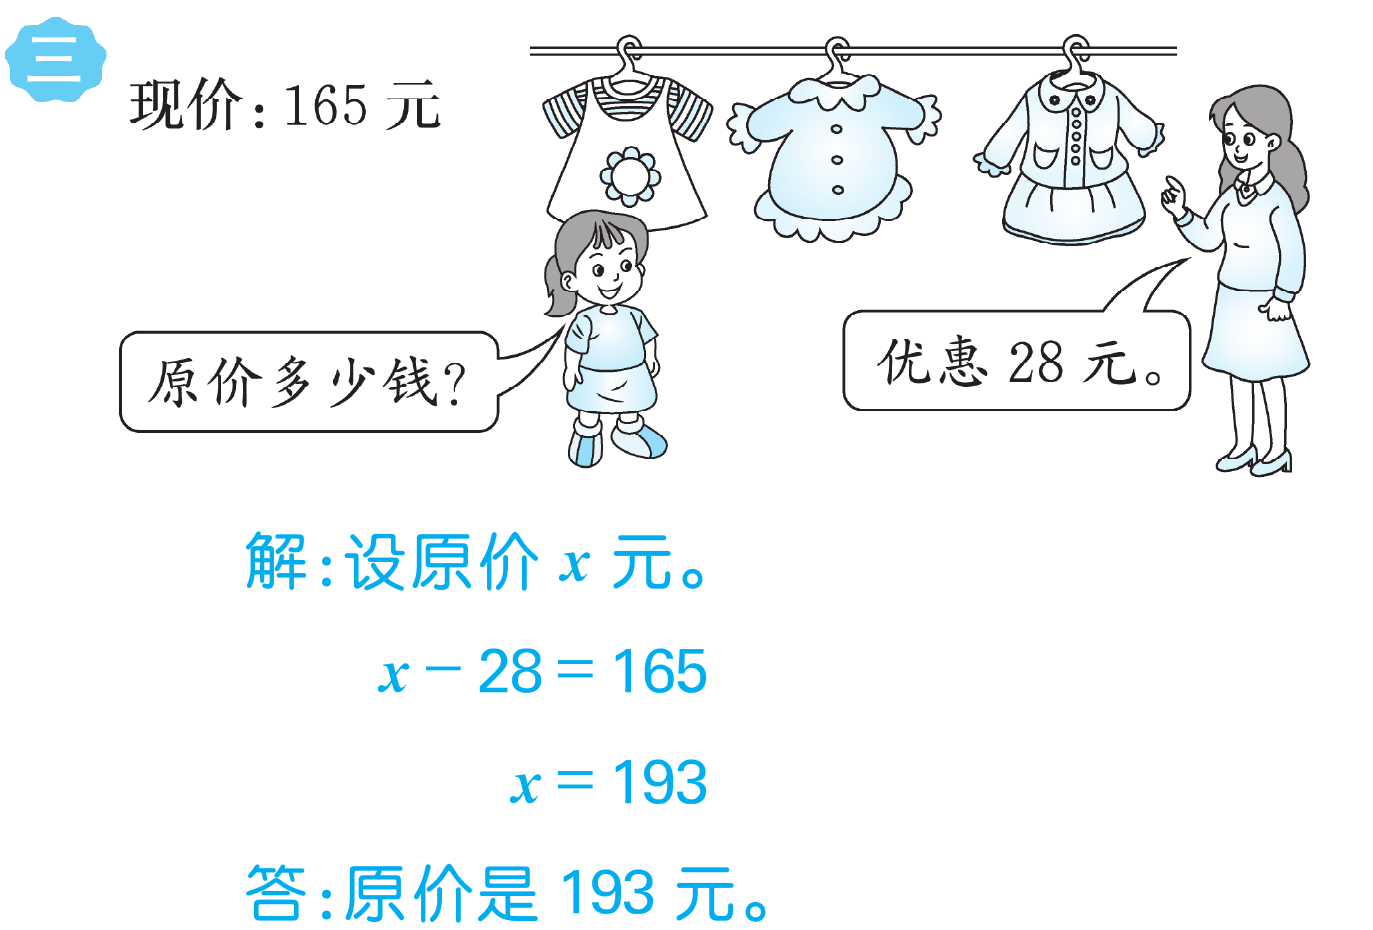 三
现价:165 元
原价多少钱?
优惠 28 元。
解:设原价 x 元。
x − 28 = 165
x = 193
答:原价是 193 元。